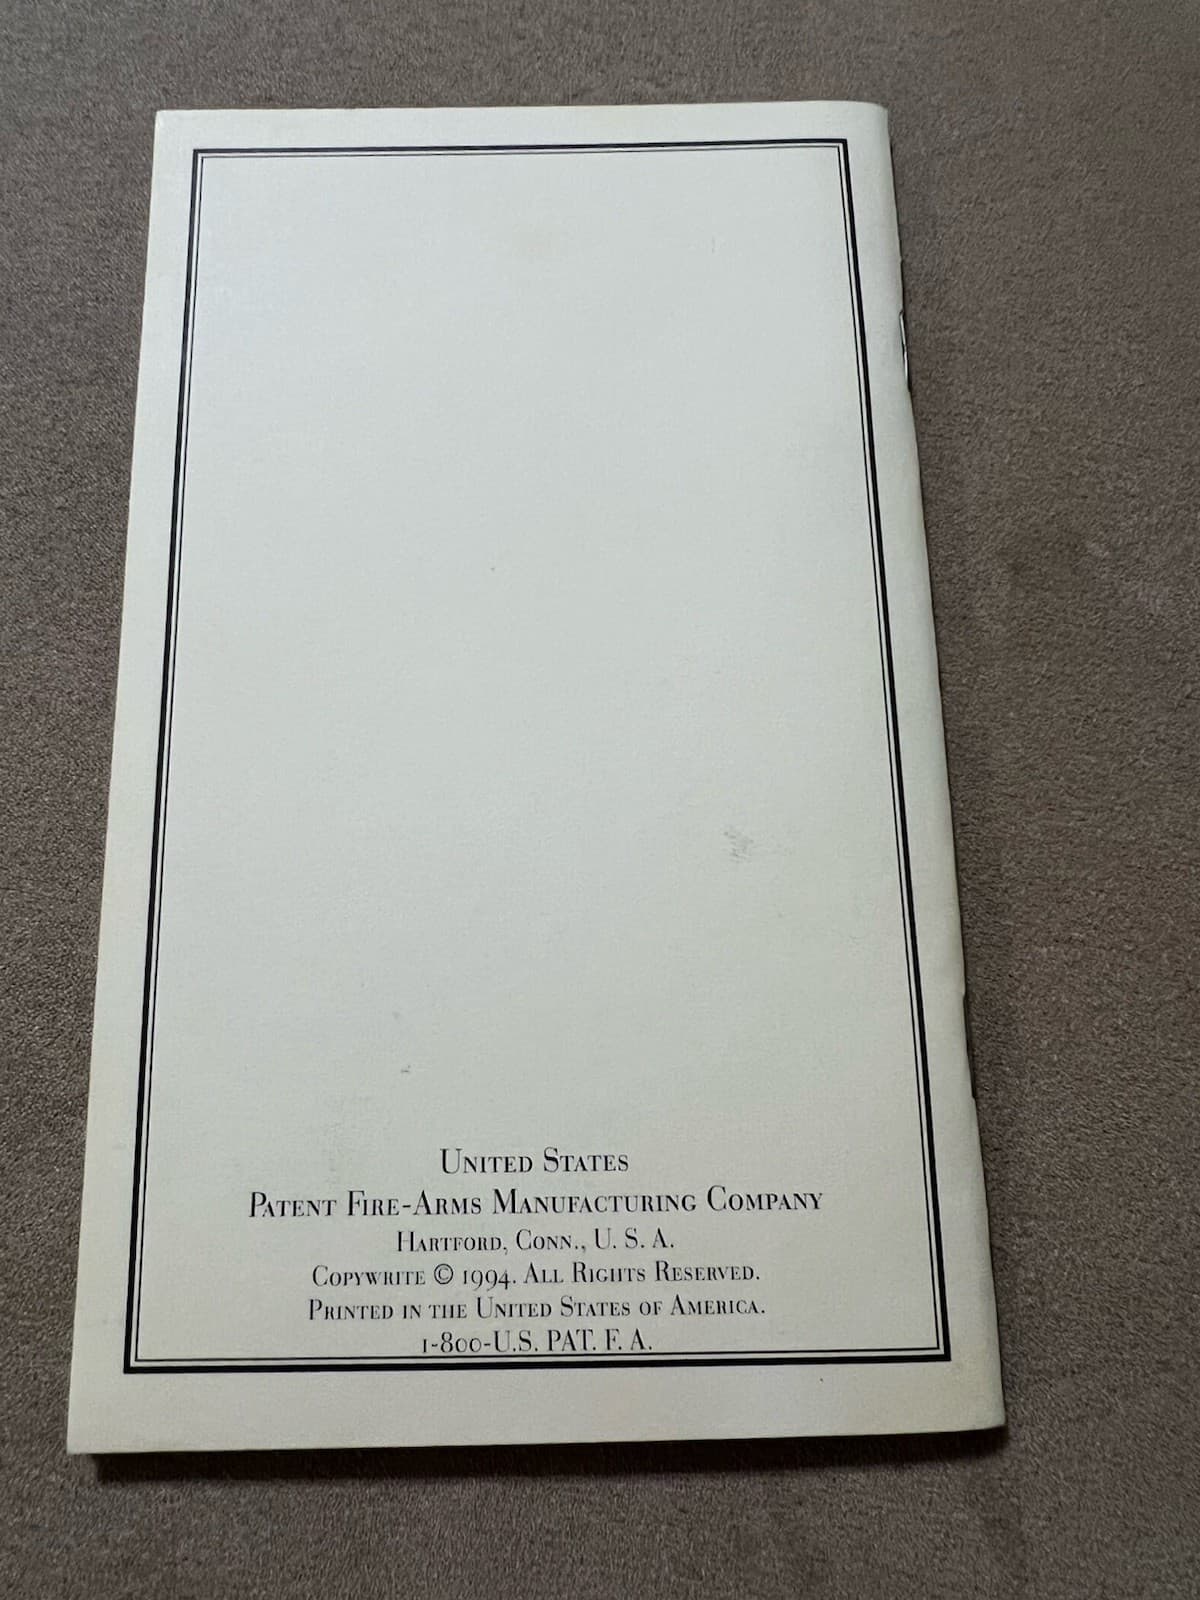 United States
Patent Fire-Arms Manufacturing Company
Hartford, Conn., U. S. A.
Copywrite © 1994. All Rights Reserved.
Printed in the United States of America.
1-800-U.S. PAT. F. A.